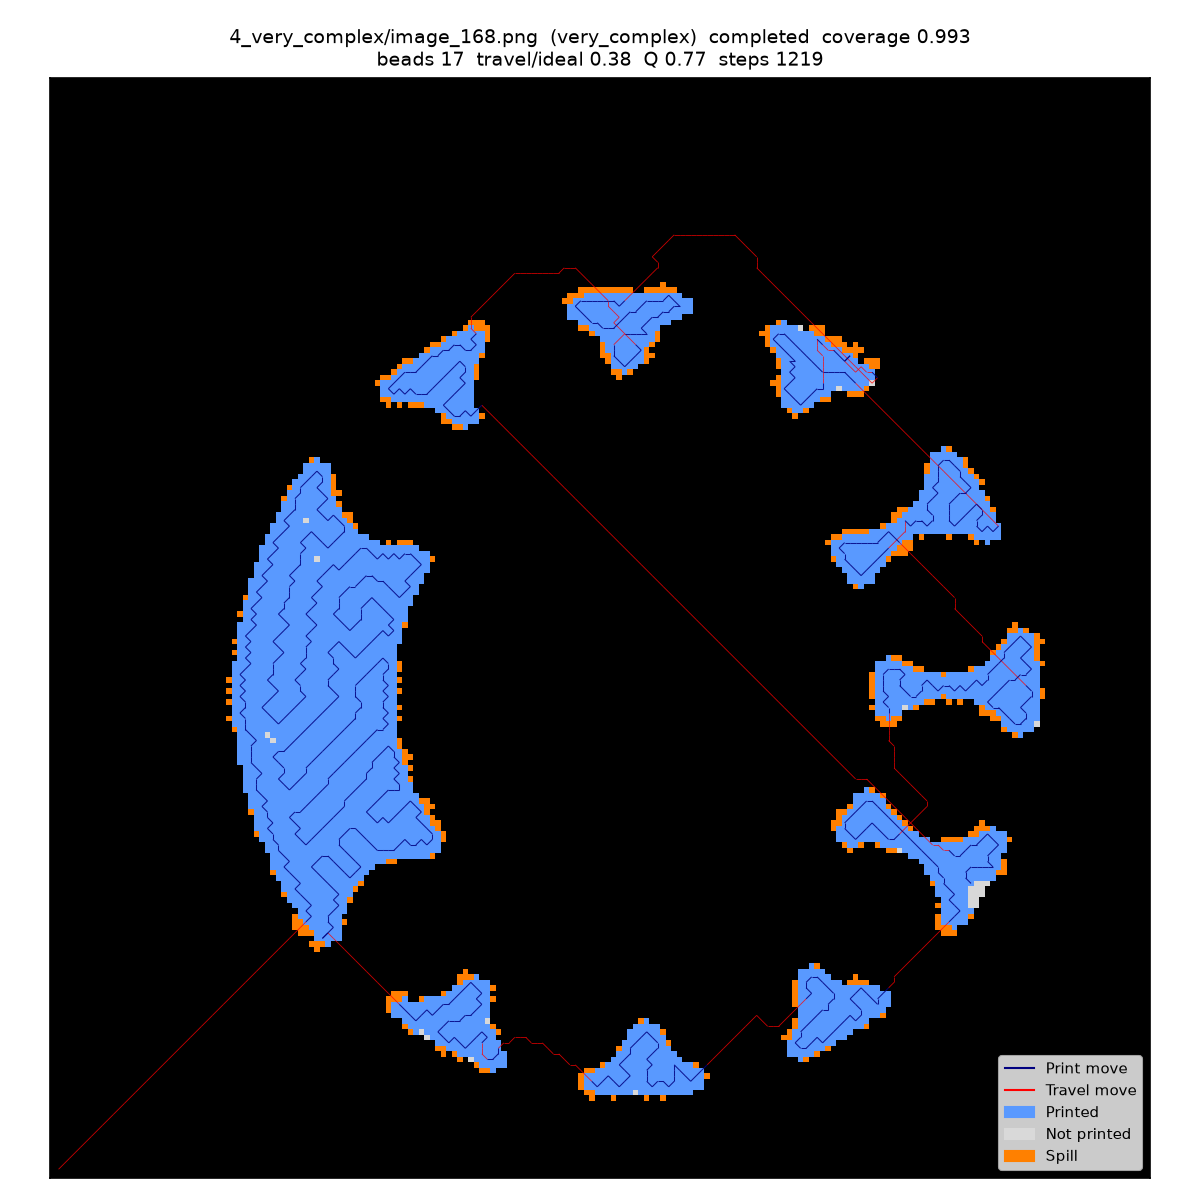 4_very_complex/image_168.png  (very_complex)  completed  coverage 0.993
beads 17  travel/ideal 0.38  Q 0.77  steps 1219
Print move
Travel move
Printed
Not printed
Spill